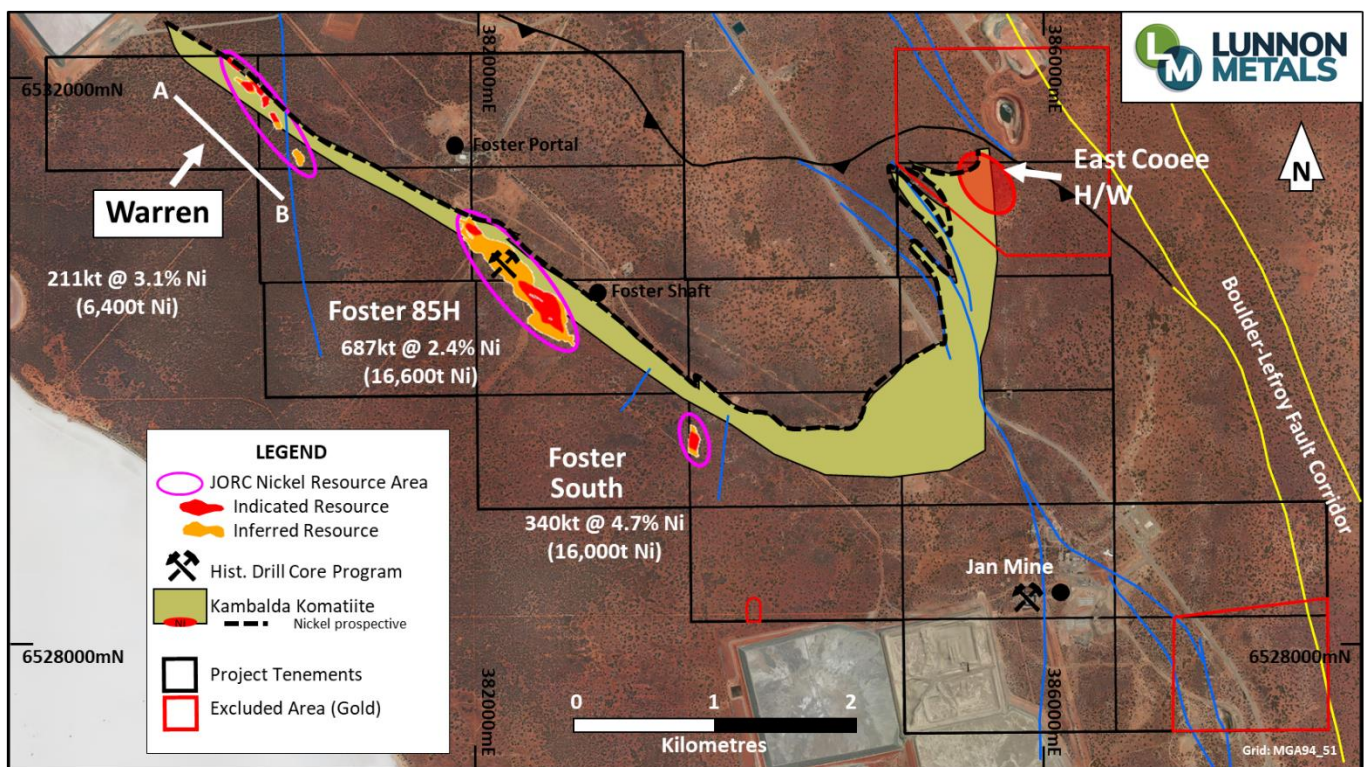 LUNNON
METALS
LM
382000mE
386000mE
6532000mN
6532000mN
A
B
Foster Portal
Warren
211kt @ 3.1% Ni
(6,400t Ni)
East Cooee
H/W
N
Foster Shaft
Foster 85H
687kt @ 2.4% Ni
(16,600t Ni)
Boulder-Lefroy Fault Corridor
Foster
South
340kt @ 4.7% Ni
(16,000t Ni)
LEGEND
JORC Nickel Resource Area
Indicated Resource
Inferred Resource
Hist. Drill Core Program
Kambalda Komatiite
Ni
Nickel prospective
Project Tenements
Excluded Area (Gold)
Jan Mine
6528000mN
6528000mN
382000mE
386000mE
0 1 2
Kilometres
Grid: MGA94_51